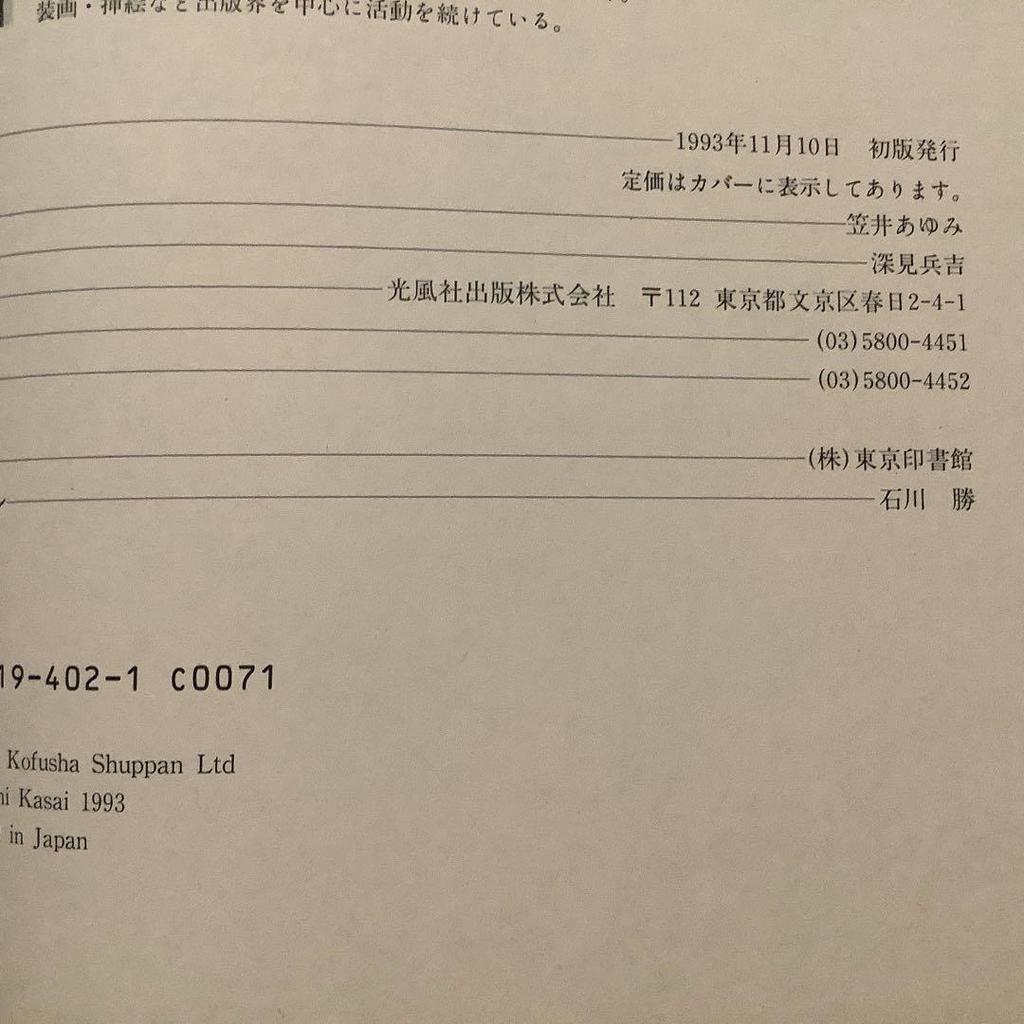 装画・挿絵など出版界を中心に活動を続けている。
1993年11月10日　初版発行
定価はカバーに表示してあります。
笠井あゆみ
深見兵吉
光風社出版株式会社　〒112 東京都文京区春日2-4-1
(03)5800-4451
(03)5800-4452
(株)東京印書館
石川　勝
19-402-1 C0071
Kofusha Shuppan Ltd
Kasai 1993
in Japan